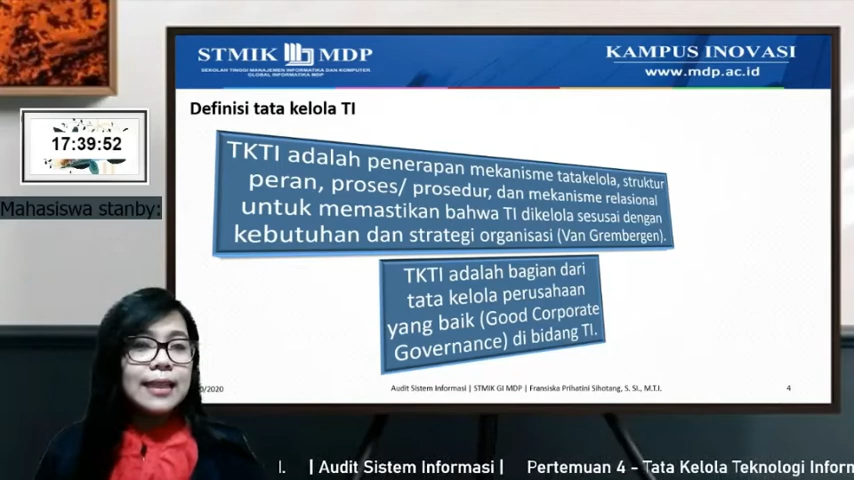 STMIK MDP
SEKOLAH TINGGI MANAJEMEN INFORMATIKA DAN KOMPUTER
GLOBAL INFORMATIKA MDP
KAMPUS INOVASI
www.mdp.ac.id
Definisi tata kelola TI
TKTI adalah penerapan mekanisme tatakelola, struktur
peran, proses/ prosedur, dan mekanisme relasional
untuk memastikan bahwa TI dikelola sesusai dengan
kebutuhan dan strategi organisasi (Van Grembergen).
17:39:52
Mahasiswa stanby:
TKTI adalah bagian dari
tata kelola perusahaan
yang baik (Good Corporate
Governance) di bidang TI.
0/2020
Audit Sistem Informasi | STMIK GI MDP | Fransiska Prihatini Sihotang, S. SI., M.T.I.
4
I. | Audit Sistem Informasi | Pertemuan 4 - Tata Kelola Teknologi Inforn